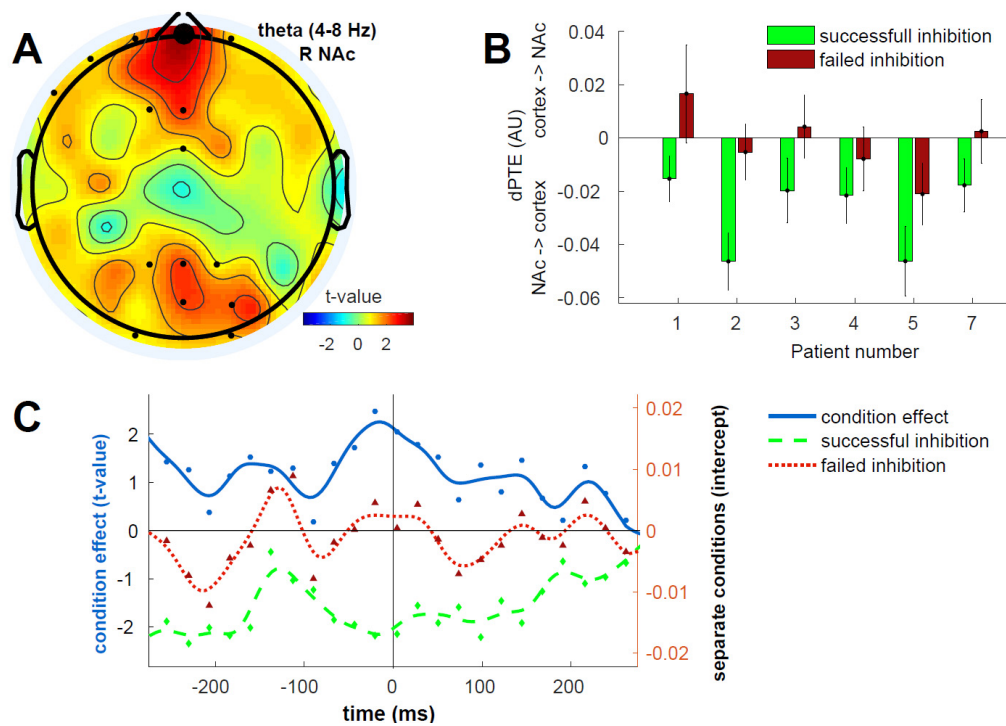 A
theta (4-8 Hz)
R NAc
t-value
-2 0 2
B
successfull inhibition
failed inhibition
dPTE (AU)
NAc -> cortex cortex -> NAc
0.04
0.02
0
-0.02
-0.04
-0.06
1 2 3 4 5 7
Patient number
C
condition effect (t-value)
2
1
0
-1
-2
-200 -100 0 100 200
time (ms)
0.02
0.01
0
-0.01
-0.02
separate conditions (intercept)
condition effect
successful inhibition
failed inhibition